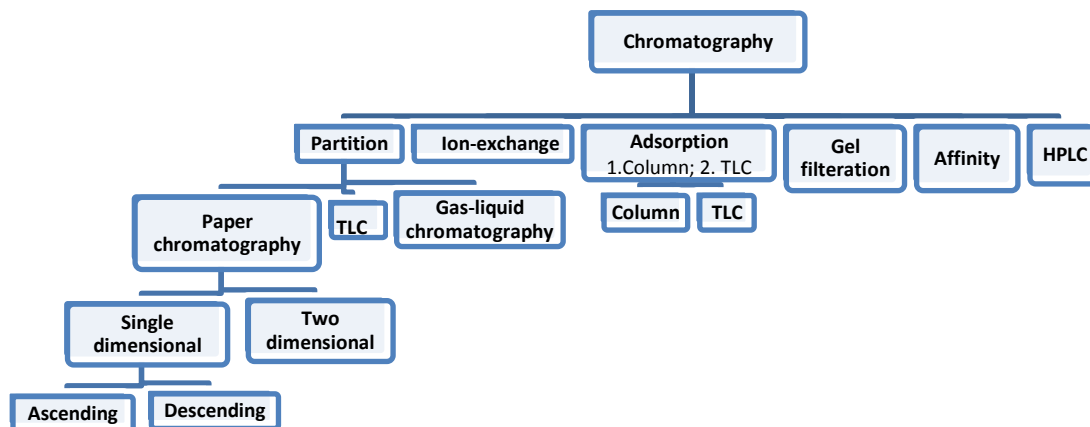 Chromatography
Partition
Ion-exchange
Adsorption
1.Column; 2. TLC
Gel
filteration
Affinity
HPLC
Paper
chromatography
TLC
Gas-liquid
chromatography
Column
TLC
Single
dimensional
Two
dimensional
Ascending
Descending